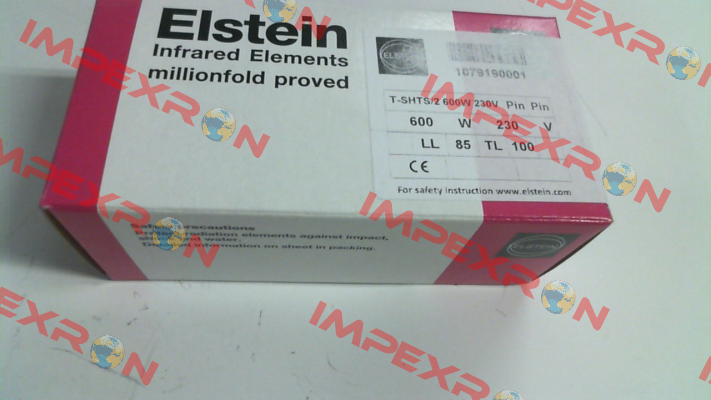 Elstein
Infrared Elements
millionfold proved
1079190001
T-SHTS/2 600W 230V Pin Pin
600 W 230 V
LL 85 TL 100
CE
For safety instruction www.elstein.com
Safety precautions
radiation elements against impact,
and water.
information on sheet in packing.
ELSTEIN
IMPEXRON
IMPEXRON
IMPEXRON
IMPEXRON
IMPEXRON
IMPEXRON